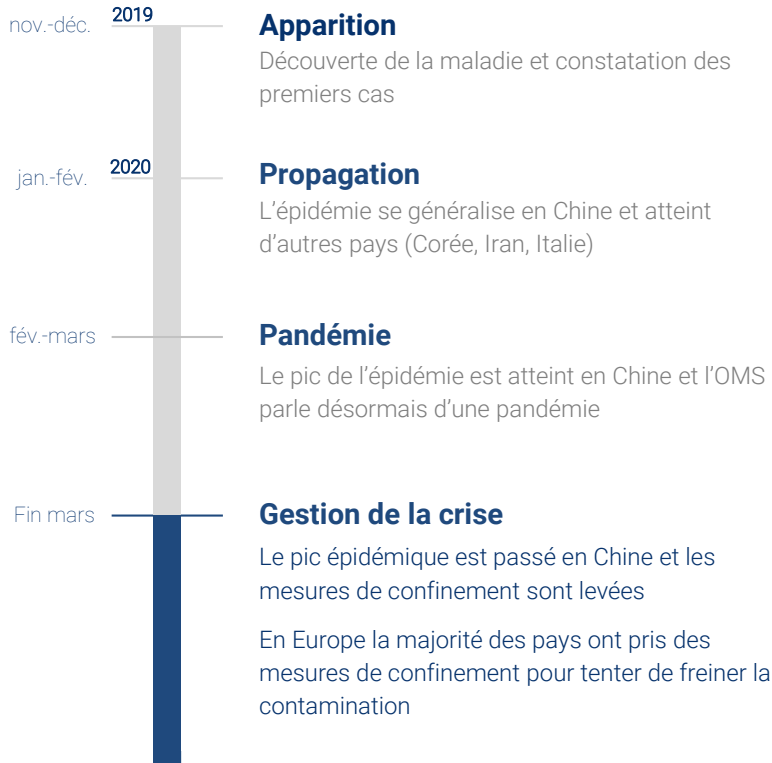 nov.-déc.
2019
Apparition
Découverte de la maladie et constatation des
premiers cas
jan.-fév.
2020
Propagation
L’épidémie se généralise en Chine et atteint
d’autres pays (Corée, Iran, Italie)
fév.-mars
Pandémie
Le pic de l’épidémie est atteint en Chine et l’OMS
parle désormais d’une pandémie
Fin mars
Gestion de la crise
Le pic épidémique est passé en Chine et les
mesures de confinement sont levées
En Europe la majorité des pays ont pris des
mesures de confinement pour tenter de freiner la
contamination